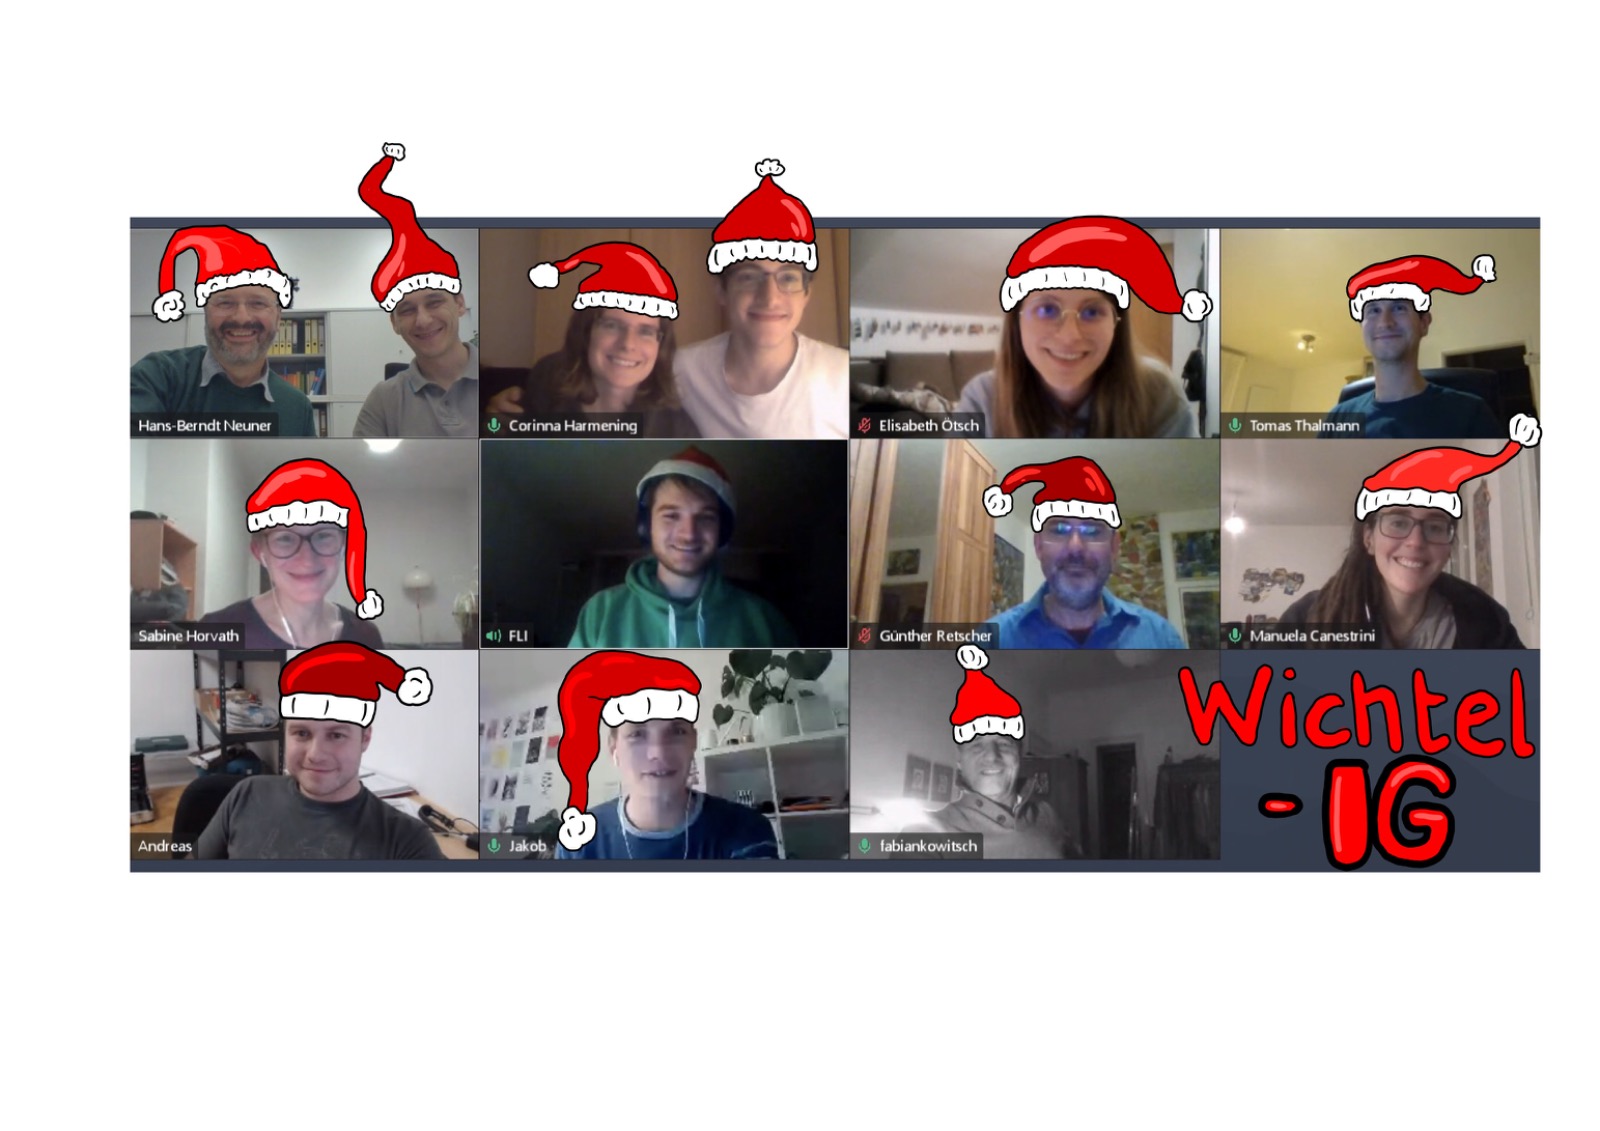 Hans-Berndt Neuner
Corinna Harmening
Elisabeth Ötsch
Tomas Thalmann
Sabine Horvath
FLI
Günther Retscher
Manuela Canestrini
Andreas
Jakob
fabiankowitsch
Wichtel
- IG